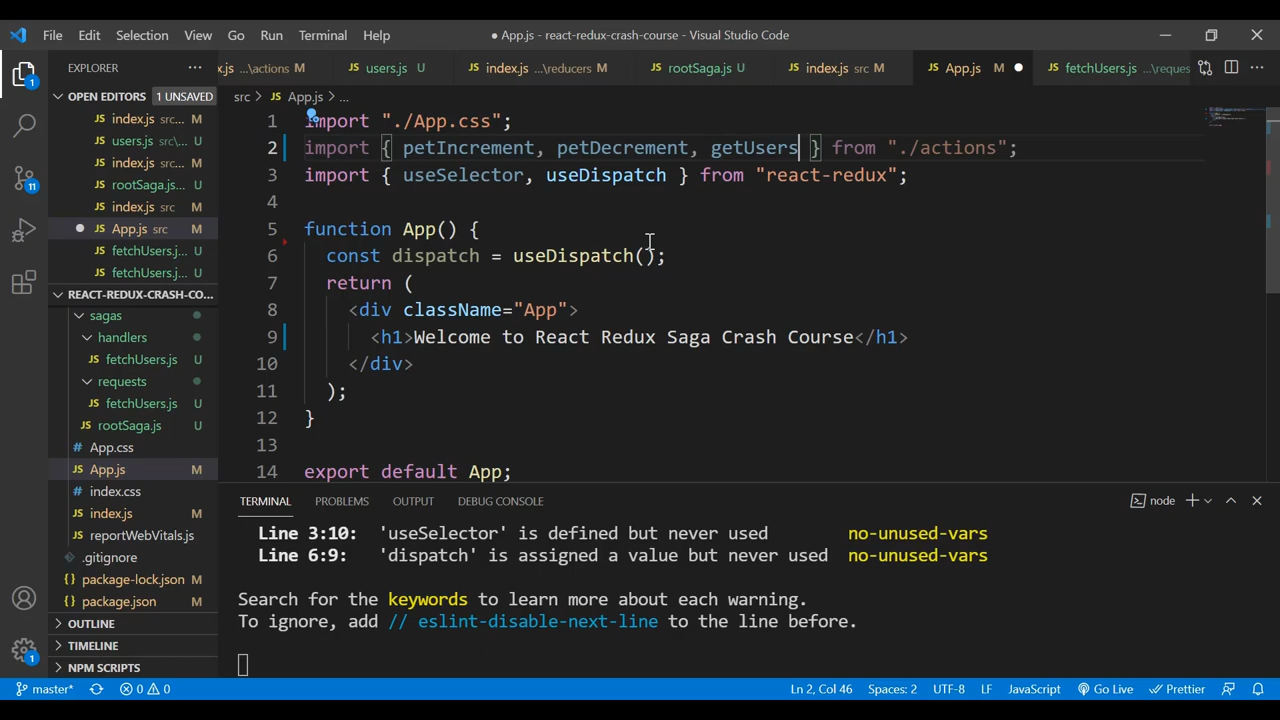 File Edit Selection View Go Run Terminal Help
● App.js - react-redux-crash-course - Visual Studio Code
EXPLORER ···
x.js ...\actions M
users.js U
index.js ...\reducers M
rootSaga.js U
index.js src M
App.js M ●
fetchUsers.js ...\reques
OPEN EDITORS 1 UNSAVED
index.js src...
users.js src\...
index.js src...
rootSaga.js...
index.js src
App.js src M
fetchUsers.j...
fetchUsers.j...
REACT-REDUX-CRASH-CO...
sagas
handlers
fetchUsers.js U
requests
fetchUsers.js U
rootSaga.js U
App.css
App.js M
index.css
index.js M
reportWebVitals.js
.gitignore
package-lock.json M
package.json M
OUTLINE
TIMELINE
NPM SCRIPTS
1
11
1
src > JS App.js > ...
1 import "./App.css";
2 import { petIncrement, petDecrement, getUsers } from "./actions";
3 import { useSelector, useDispatch } from "react-redux";
4
5 function App() {
6 const dispatch = useDispatch();
7 return (
8 <div className="App">
9 <h1>Welcome to React Redux Saga Crash Course</h1>
10 </div>
11 );
12 }
13
14 export default App;
TERMINAL PROBLEMS OUTPUT DEBUG CONSOLE node
Line 3:10: 'useSelector' is defined but never used no-unused-vars
Line 6:9: 'dispatch' is assigned a value but never used no-unused-vars
Search for the keywords to learn more about each warning.
To ignore, add // eslint-disable-next-line to the line before.
master* 0 0 Ln 2, Col 46 Spaces: 2 UTF-8 LF JavaScript Go Live Prettier